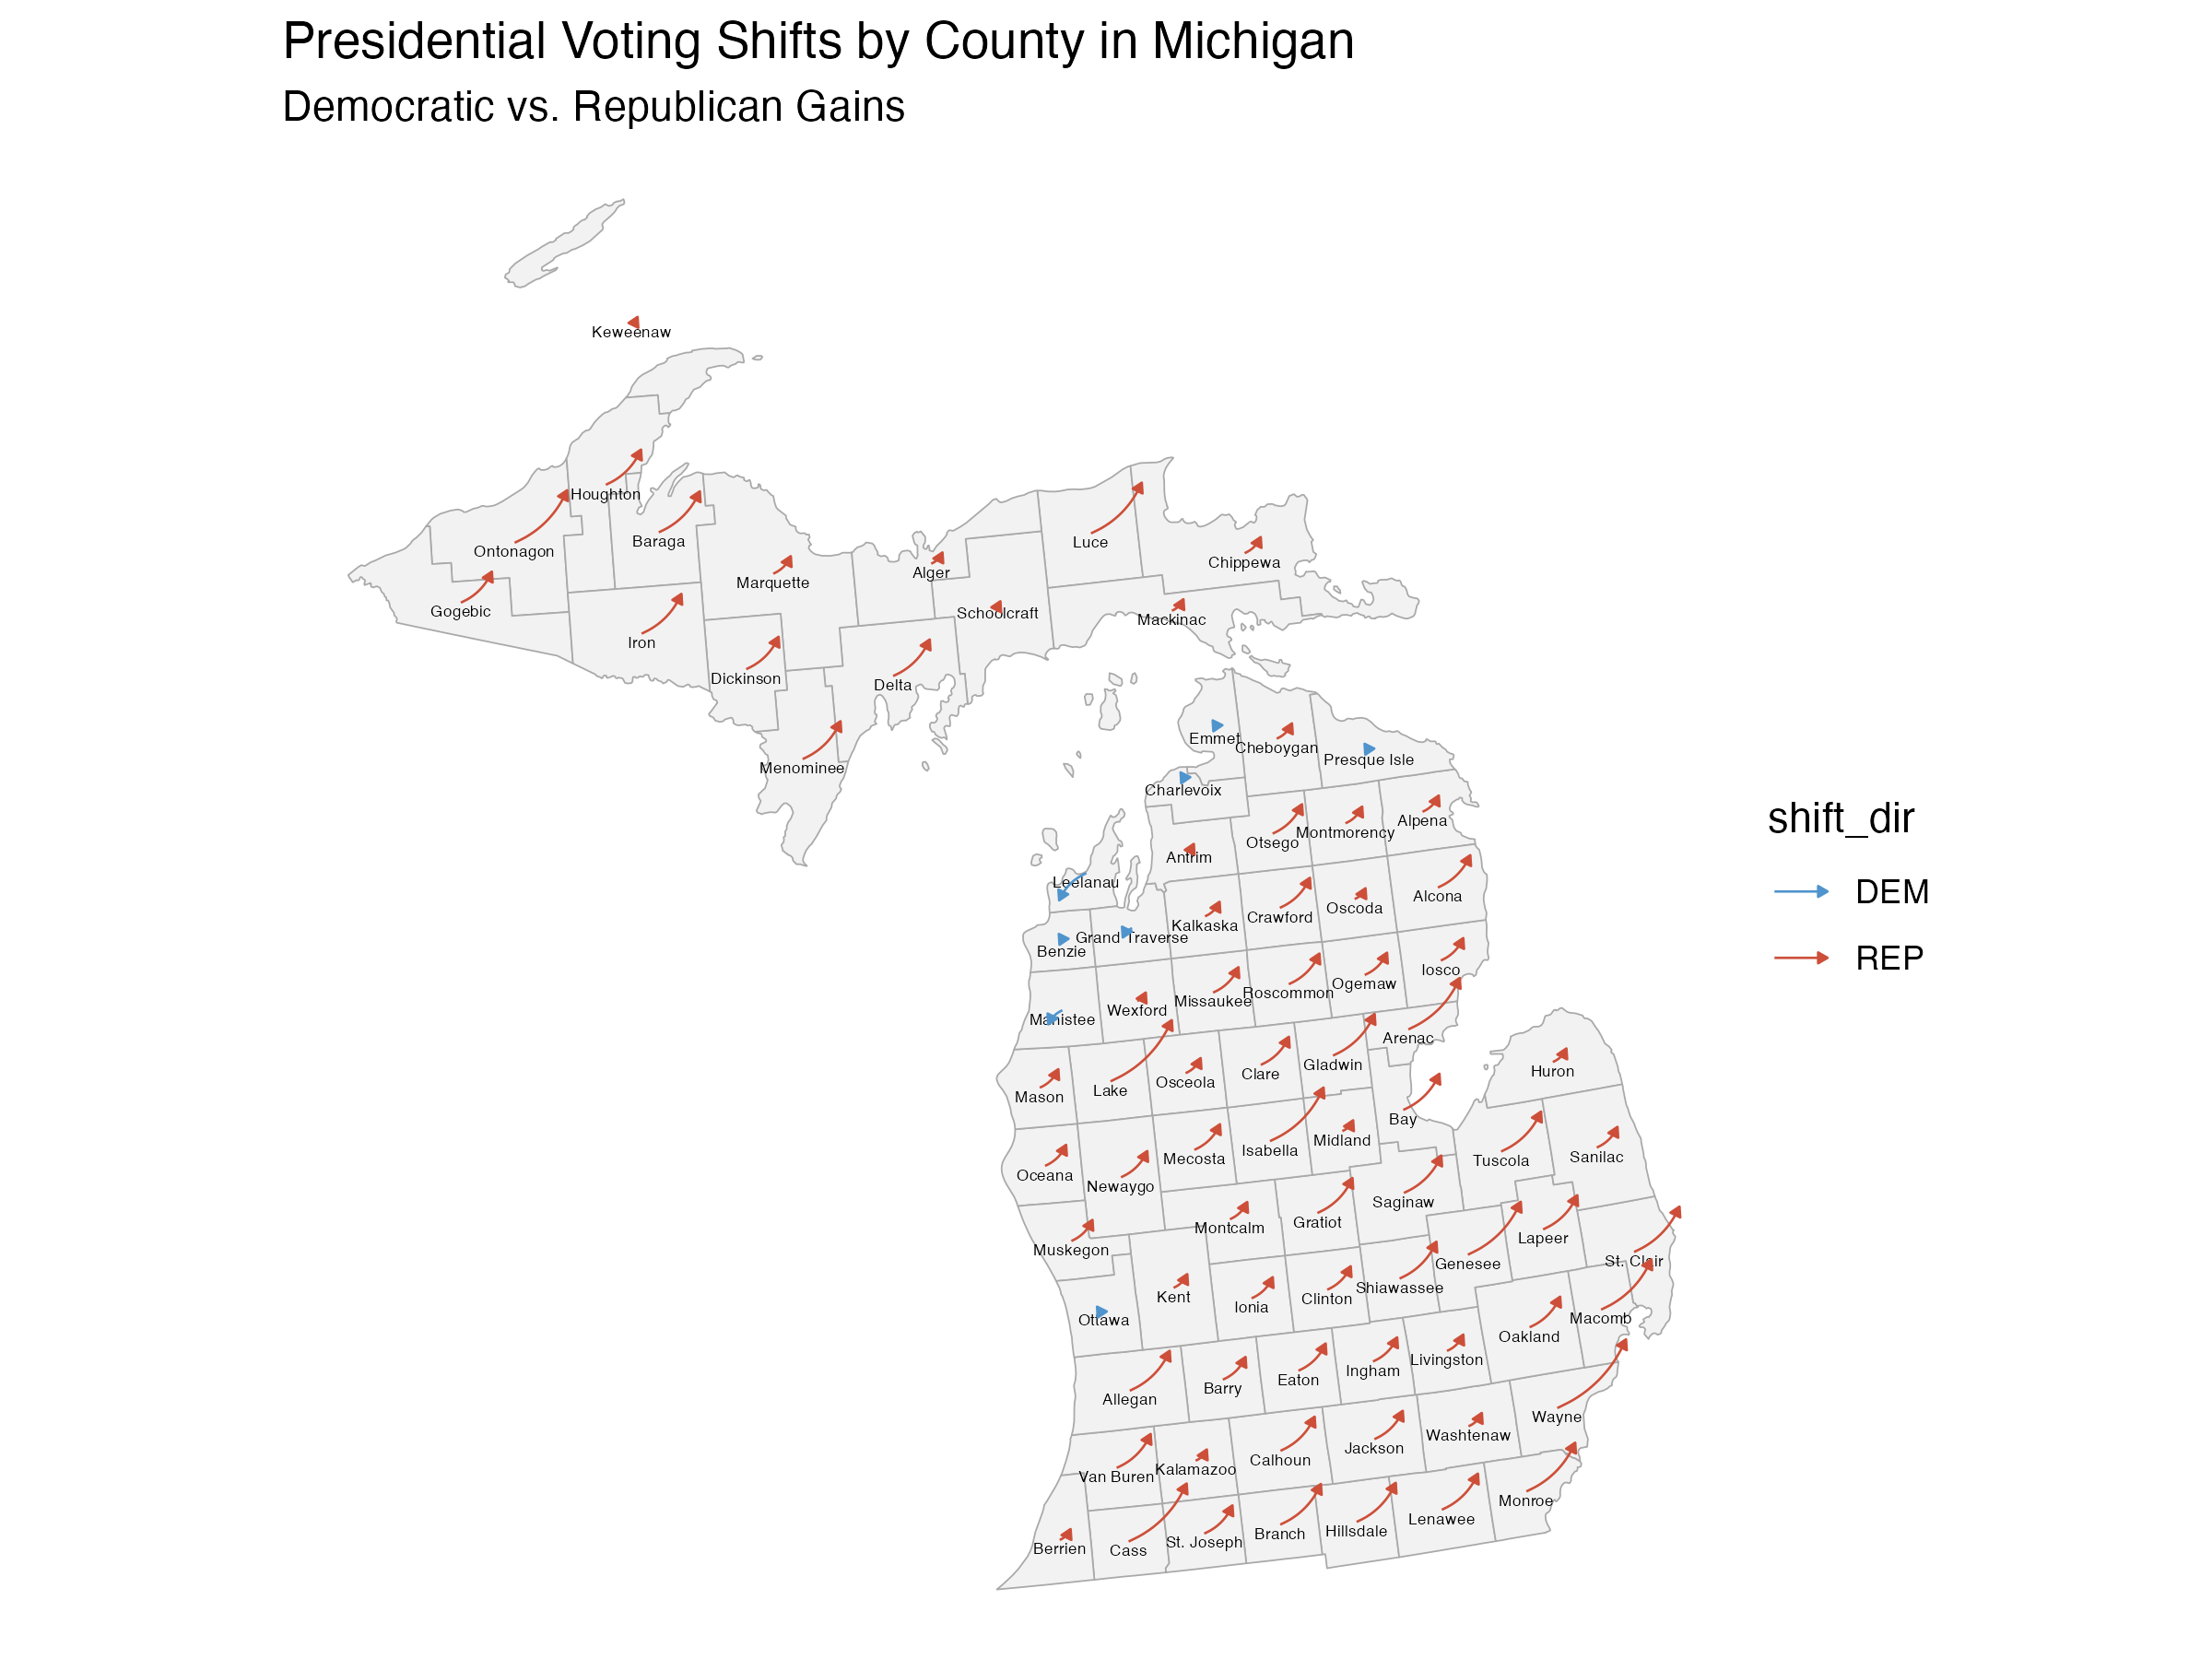 Presidential Voting Shifts by County in Michigan
Democratic vs. Republican Gains
Keweenaw
Houghton
Ontonagon
Baraga
Luce
Chippewa
Marquette
Alger
Gogebic
Schoolcraft
Mackinac
Iron
Dickinson
Delta
Emmet
Cheboygan
Presque Isle
Menominee
Charlevoix
Alpena
Montmorency
Otsego
Antrim
Leelanau
Alcona
Oscoda
Crawford
Kalkaska
Grand Traverse
Benzie
Iosco
Ogemaw
Roscommon
Missaukee
Wexford
Manistee
Arenac
Gladwin
Huron
Clare
Osceola
Lake
Mason
Bay
Midland
Isabella
Mecosta
Sanilac
Tuscola
Oceana
Newaygo
Saginaw
Gratiot
Montcalm
Lapeer
Muskegon
St. Clair
Genesee
Shiawassee
Kent
Clinton
Ionia
Macomb
Ottawa
Oakland
Livingston
Ingham
Eaton
Barry
Allegan
Wayne
Washtenaw
Jackson
Calhoun
Kalamazoo
Van Buren
Monroe
Lenawee
Hillsdale
Branch
St. Joseph
Cass
Berrien
shift_dir
DEM
REP